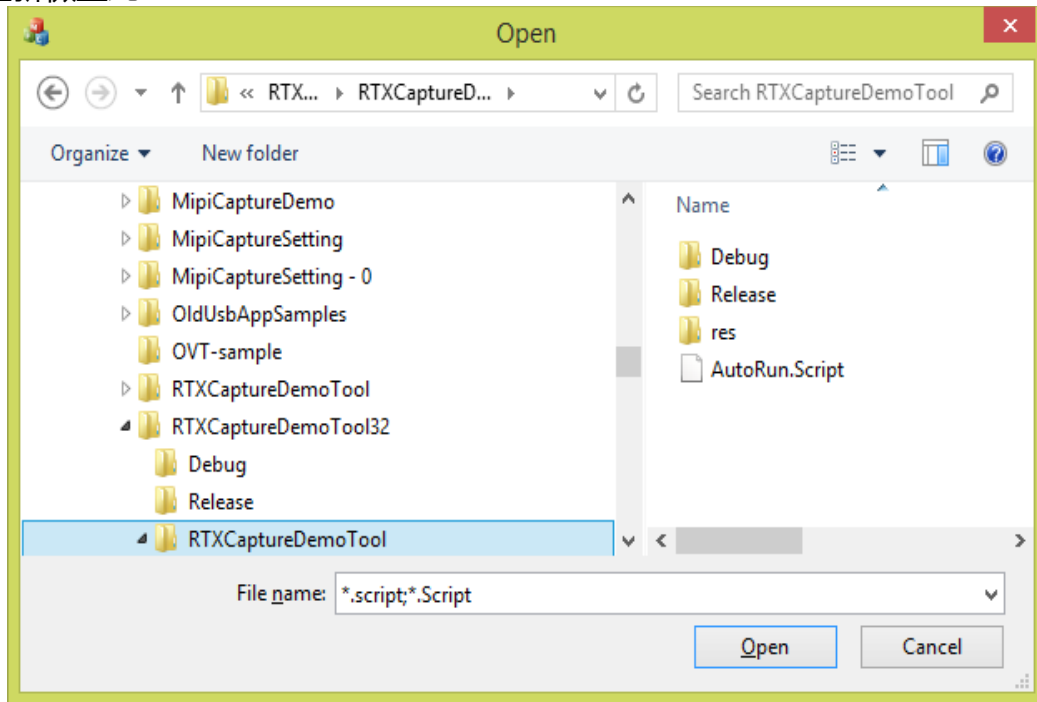 Open
« RTX... RTXCaptureD...
Search RTXCaptureDemoTool
Organize
New folder
MipiCaptureDemo
MipiCaptureSetting
MipiCaptureSetting - 0
OldUsbAppSamples
OVT-sample
RTXCaptureDemoTool
RTXCaptureDemoTool32
Debug
Release
RTXCaptureDemoTool
Name
Debug
Release
res
AutoRun.Script
File name: *.script;*.Script
Open
Cancel